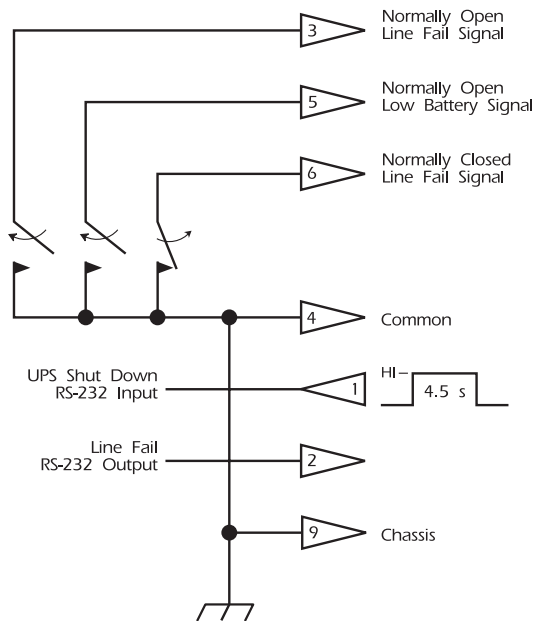 3
Normally Open
Line Fail Signal
5
Normally Open
Low Battery Signal
6
Normally Closed
Line Fail Signal
4
Common
UPS Shut Down
RS-232 Input
1
HI
4.5 s
Line Fail
RS-232 Output
2
9
Chassis